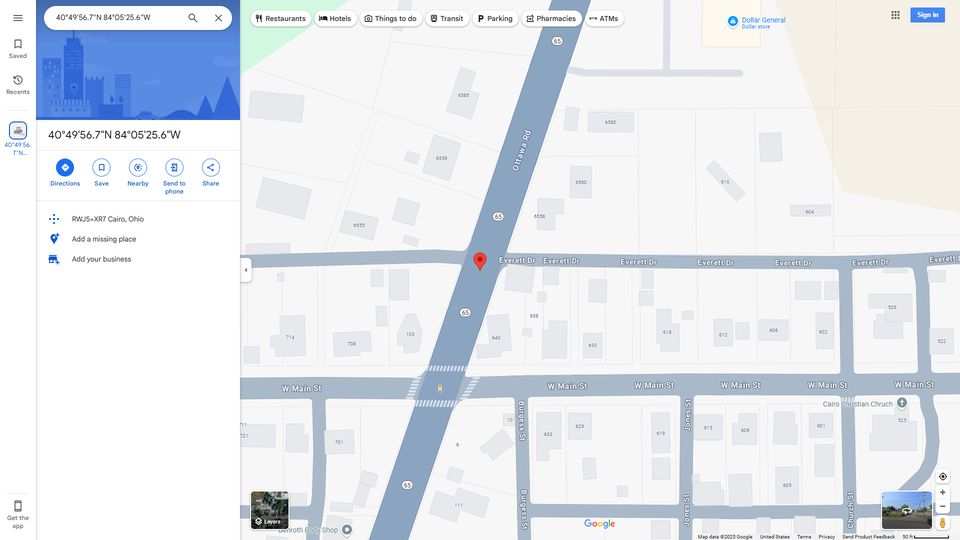 40°49'56.7"N 84°05'25.6"W
Restaurants
Hotels
Things to do
Transit
Parking
Pharmacies
ATMs
Sign in
Saved
Recents
40°49'56.
7"N...
40°49'56.7"N 84°05'25.6"W
Directions
Save
Nearby
Send to
phone
Share
RWJ5+XR7 Cairo, Ohio
Add a missing place
Add your business
Get the
app
65
Dollar General
Dollar store
6585
6580
Ottawa Rd
6559
6560
610
604
6555
6558
65
Everett Dr
Everett Dr
Everett Dr
Everett Dr
Everett Dr
Everett Dr
Everett
65
714
708
103
640
638
630
618
612
606
602
526
522
W Main St
W Main St
W Main St
W Main St
W Main St
W Main St
Cairo Christian Chruch
711
721
701
9
10
633
629
619
615
609
601
525
605
111
Burgess St
Burgess St
Jones St
Jones St
Church St
65
Layers
Body Shop
Google
Map data ©2025 Google
United States
Terms
Privacy
Send Product Feedback
50 ft